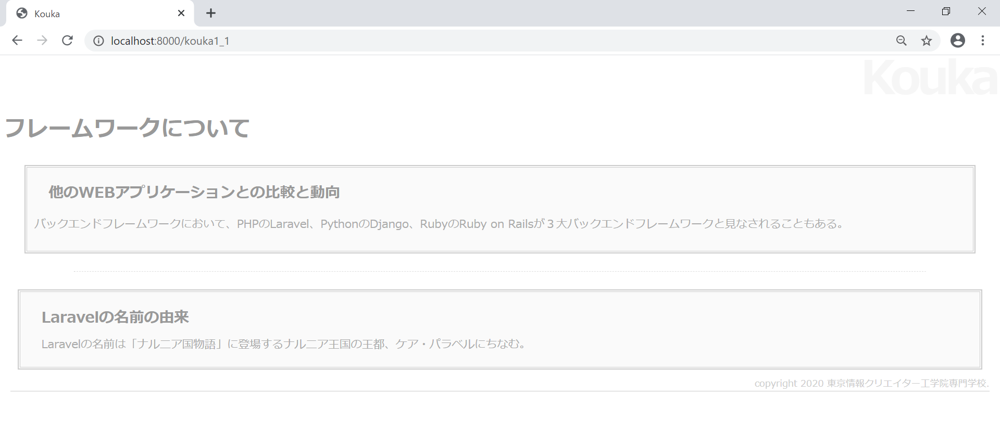 Kouka
localhost:8000/kouka1_1
Kouka
フレームワークについて
他のWEBアプリケーションとの比較と動向
バックエンドフレームワークにおいて、PHPのLaravel、PythonのDjango、RubyのRuby on Railsが３大バックエンドフレームワークと見なされることもある。
Laravelの名前の由来
Laravelの名前は「ナルニア国物語」に登場するナルニア王国の王都、ケア・パラベルにちなむ。
copyright 2020 東京情報クリエイター工学院専門学校.